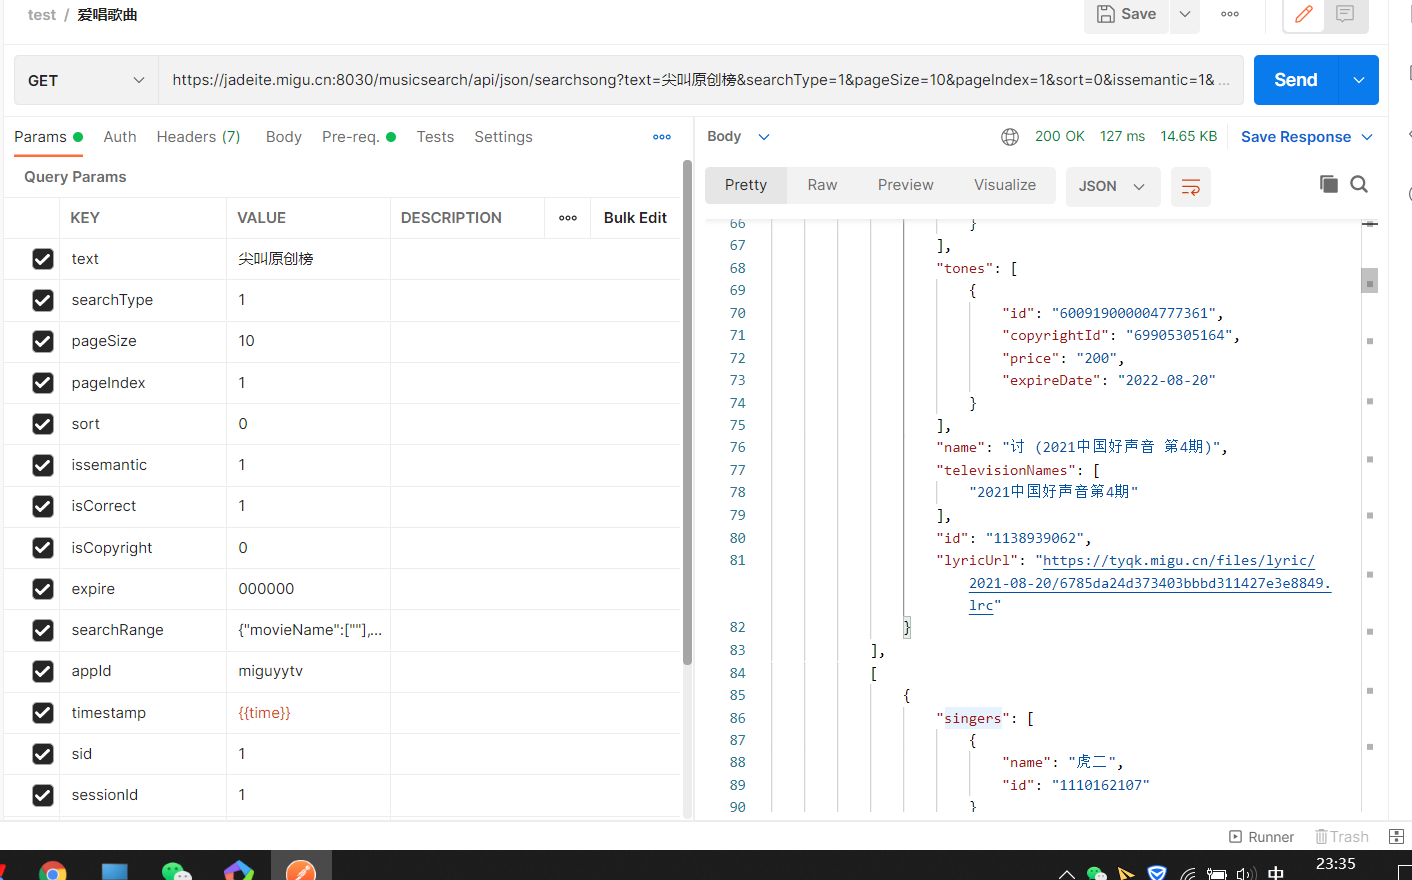 test / 爱唱歌曲
Save
GET
https://jadeite.migu.cn:8030/musicsearch/api/json/searchsong?text=尖叫原创榜&searchType=1&pageSize=10&pageIndex=1&sort=0&issemantic=1& ...
Send
Params Auth Headers (7) Body Pre-req. Tests Settings
Body 200 OK 127 ms 14.65 KB Save Response
Query Params
Pretty Raw Preview Visualize JSON
KEY VALUE DESCRIPTION Bulk Edit
text 尖叫原创榜
searchType 1
pageSize 10
pageIndex 1
sort 0
issemantic 1
isCorrect 1
isCopyright 0
expire 000000
searchRange {"movieName":[""],...
appId miguyytv
timestamp {{time}}
sid 1
sessionId 1
66 }
67 ],
68 "tones": [
69 {
70 "id": "600919000004777361",
71 "copyrightId": "69905305164",
72 "price": "200",
73 "expireDate": "2022-08-20"
74 }
75 ],
76 "name": "讨 (2021中国好声音 第4期)",
77 "televisionNames": [
78 "2021中国好声音第4期"
79 ],
80 "id": "1138939062",
81 "lyricUrl": "https://tyqk.migu.cn/files/lyric/
2021-08-20/6785da24d373403bbbd311427e3e8849.
lrc"
82 }
83 ],
84 [
85 {
86 "singers": [
87 {
88 "name": "虎二",
89 "id": "1110162107"
90 }
Runner Trash
中 23:35